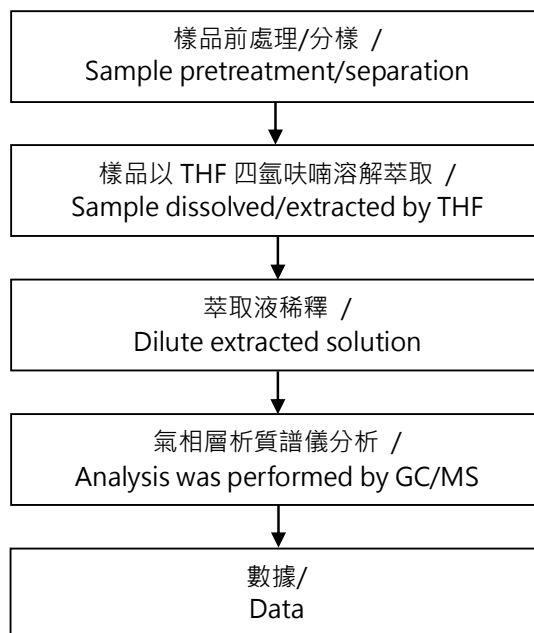 樣品前處理/分樣 /
Sample pretreatment/separation
樣品以 THF 四氫呋喃溶解萃取 /
Sample dissolved/extracted by THF
萃取液稀釋 /
Dilute extracted solution
氣相層析質譜儀分析 /
Analysis was performed by GC/MS
數據/
Data